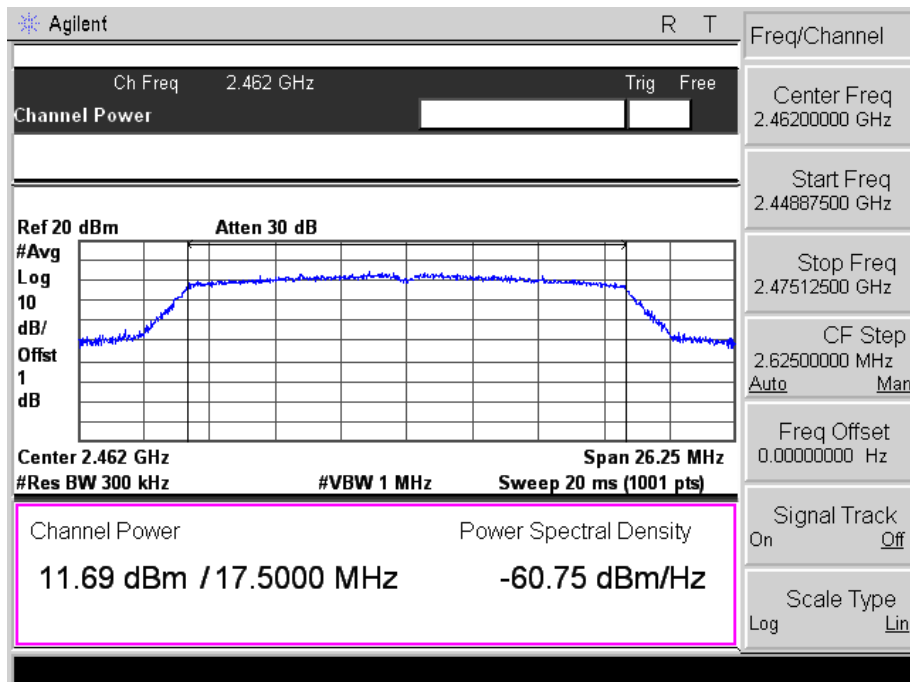 Agilent R T
Freq/Channel
Ch Freq 2.462 GHz Trig Free
Channel Power
Center Freq
2.46200000 GHz
Start Freq
2.44887500 GHz
Stop Freq
2.47512500 GHz
CF Step
2.62500000 MHz
Auto Man
Freq Offset
0.00000000 Hz
Signal Track
On Off
Scale Type
Log Lin
Ref 20 dBm Atten 30 dB
#Avg
Log
10
dB/
Offst
1
dB
Center 2.462 GHz Span 26.25 MHz
#Res BW 300 kHz #VBW 1 MHz Sweep 20 ms (1001 pts)
Channel Power Power Spectral Density
11.69 dBm / 17.5000 MHz -60.75 dBm/Hz